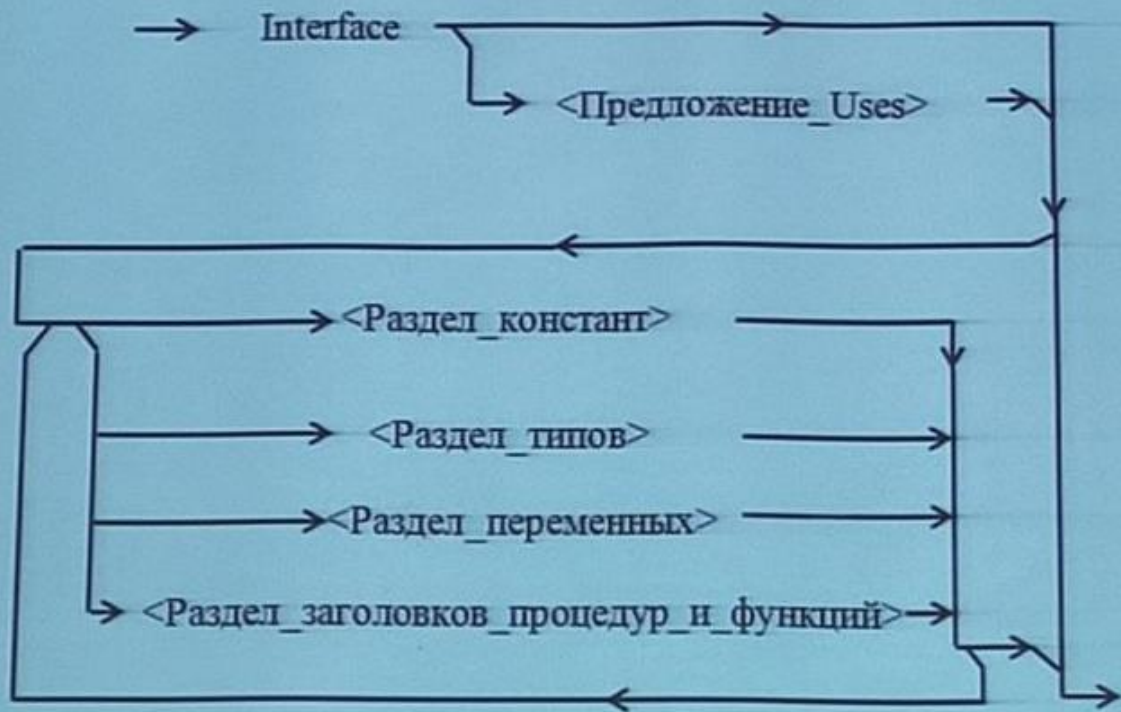 Interface
<Предложение_Uses>
<Раздел_констант>
<Раздел_типов>
<Раздел_переменных>
<Раздел_заголовков_процедур_и_функций>